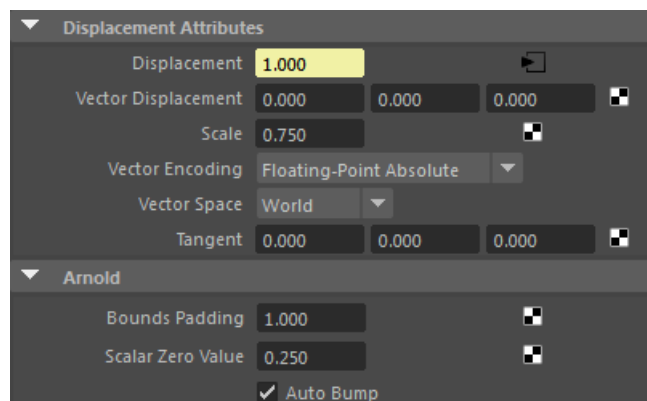 Displacement Attributes
Displacement 1.000
Vector Displacement 0.000 0.000 0.000
Scale 0.750
Vector Encoding Floating-Point Absolute
Vector Space World
Tangent 0.000 0.000 0.000
Arnold
Bounds Padding 1.000
Scalar Zero Value 0.250
Auto Bump